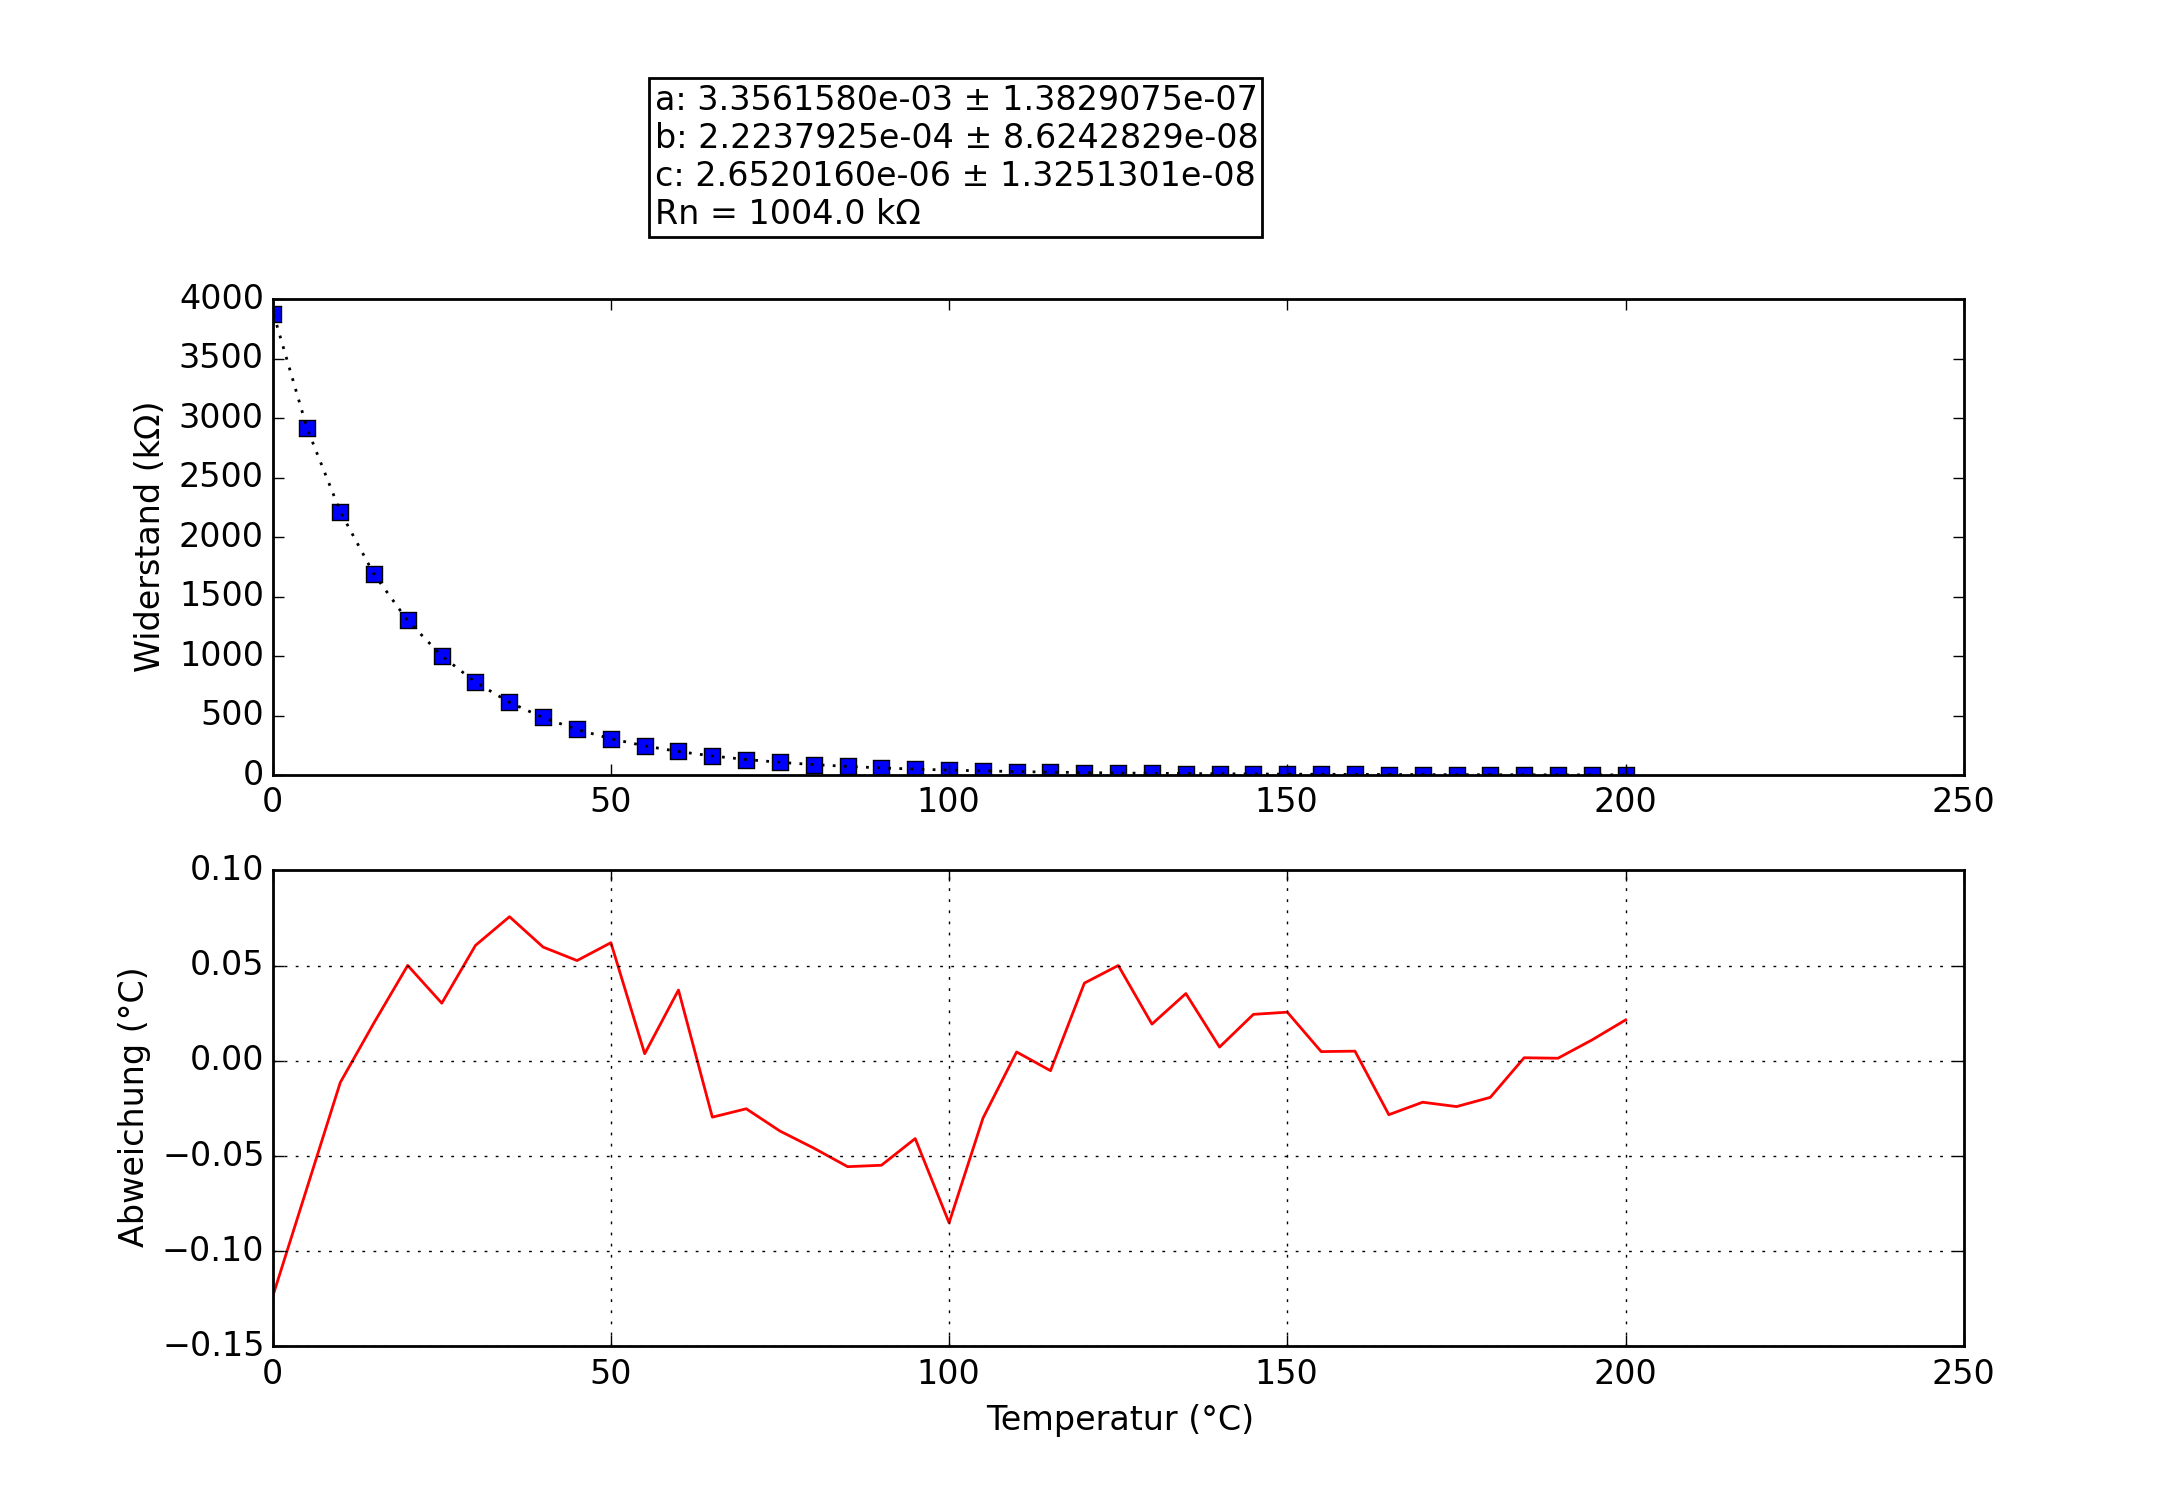 a: 3.3561580e-03 ± 1.3829075e-07
b: 2.2237925e-04 ± 8.6242829e-08
c: 2.6520160e-06 ± 1.3251301e-08
Rn = 1004.0 kΩ
Widerstand (kΩ)
4000
3500
3000
2500
2000
1500
1000
500
0
0 50 100 150 200 250
Abweichung (°C)
0.10
0.05
0.00
−0.05
−0.10
−0.15
0 50 100 150 200 250
Temperatur (°C)